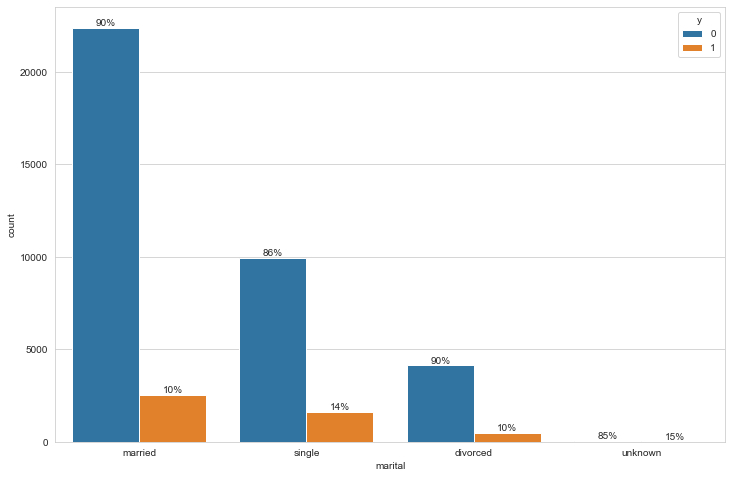 y
0
1
90%
20000
15000
count
10000
86%
5000
90%
10%
14%
10%
85%
15%
0
married
single
divorced
unknown
marital